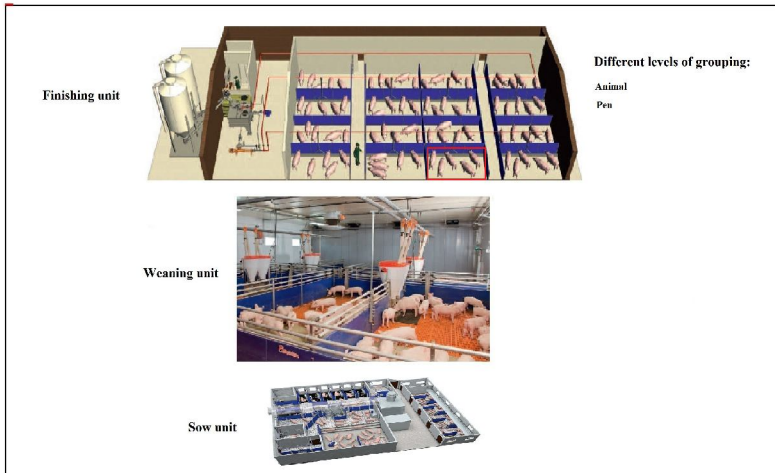 Finishing unit
Different levels of grouping:
Animal
Pen
Weaning unit
Sow unit